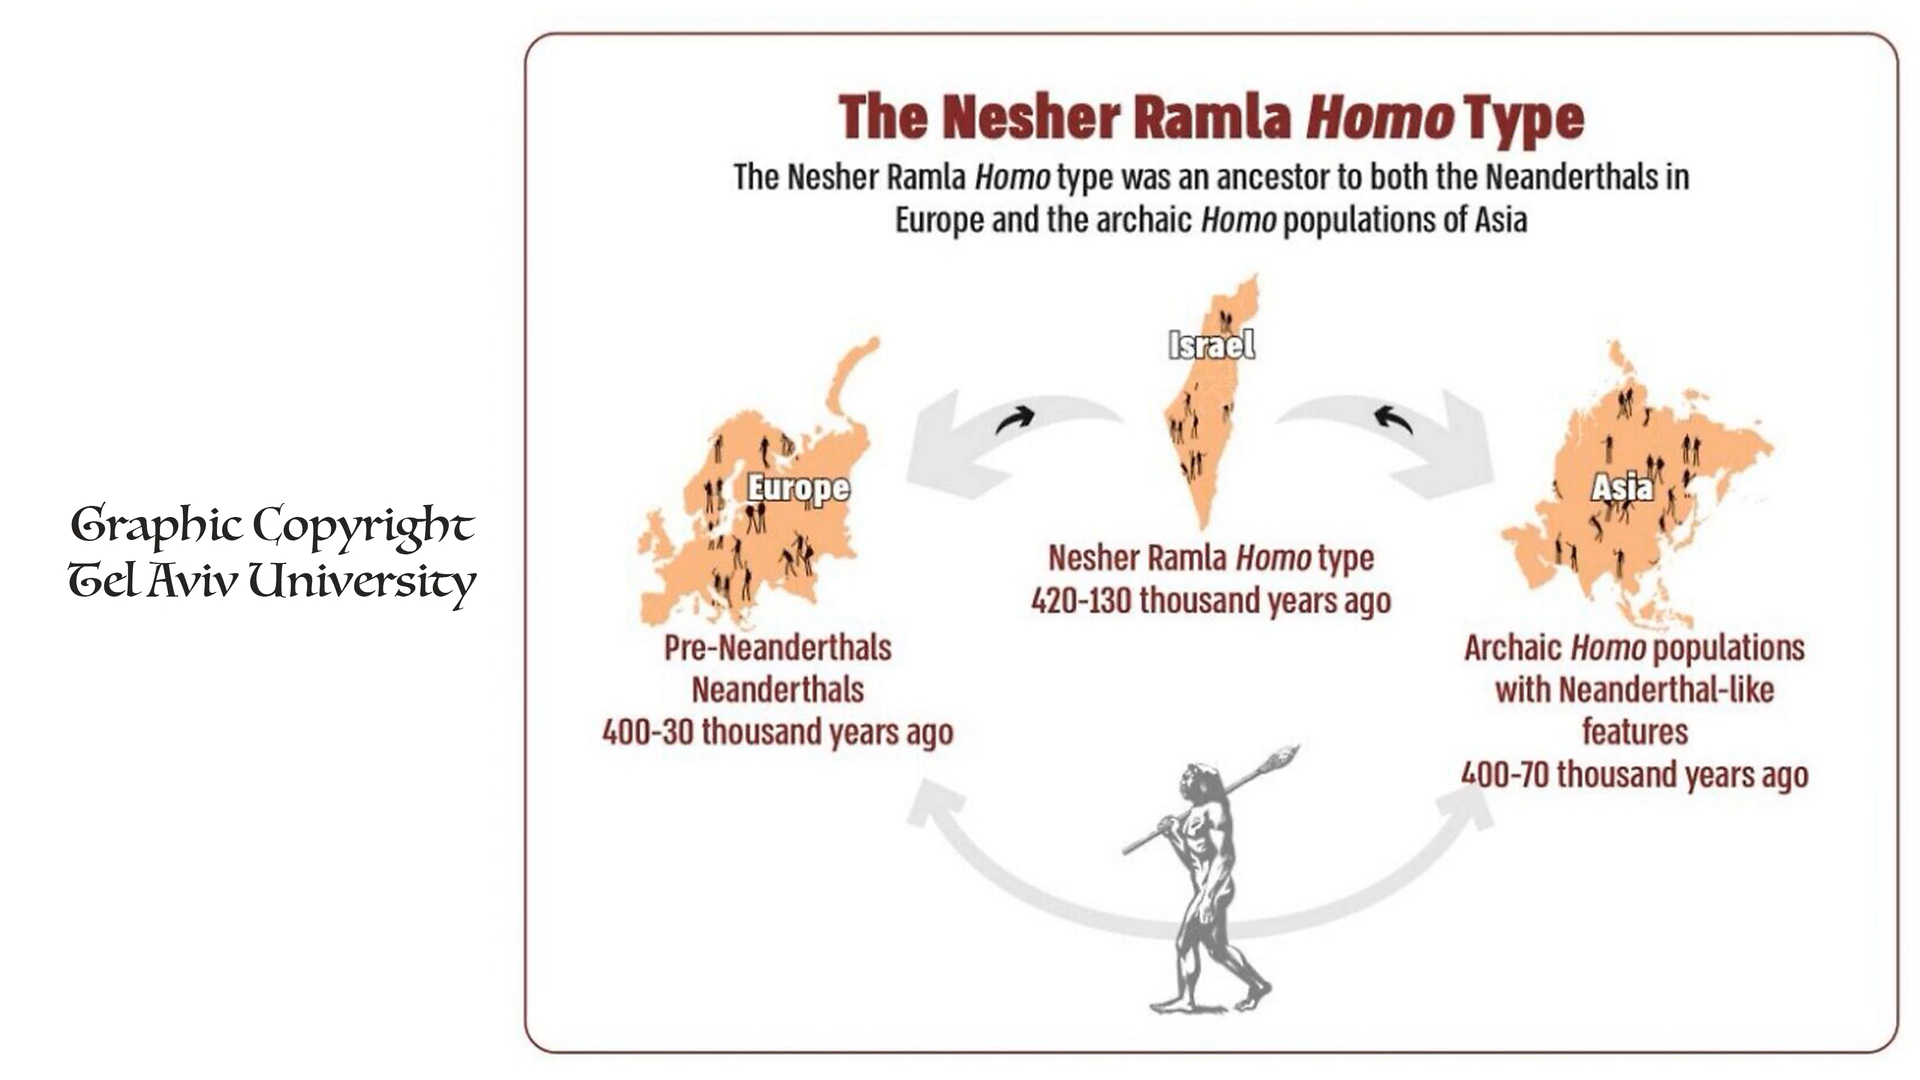 Graphic Copyright
Tel Aviv University
The Nesher Ramla Homo Type
The Nesher Ramla Homo type was an ancestor to both the Neanderthals in
Europe and the archaic Homo populations of Asia
Israel
Europe
Asia
Nesher Ramla Homo type
420-130 thousand years ago
Pre-Neanderthals
Neanderthals
400-30 thousand years ago
Archaic Homo populations
with Neanderthal-like
features
400-70 thousand years ago